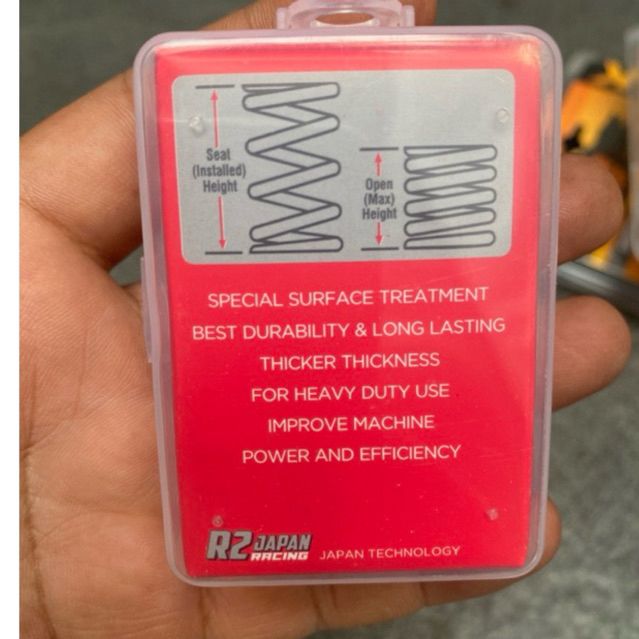 Seat
(Installed)
Height
Open
(Max)
Height
SPECIAL SURFACE TREATMENT
BEST DURABILITY & LONG LASTING
THICKER THICKNESS
FOR HEAVY DUTY USE
IMPROVE MACHINE
POWER AND EFFICIENCY
R2 JAPAN
RACING
JAPAN TECHNOLOGY